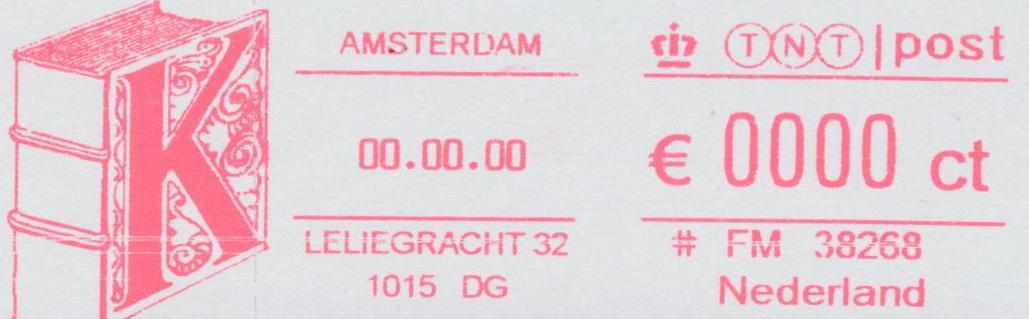 K
AMSTERDAM
00.00.00
LELIEGRACHT 32
1015 DG
TNT|post
€ 0000 ct
# FM 38268
Nederland